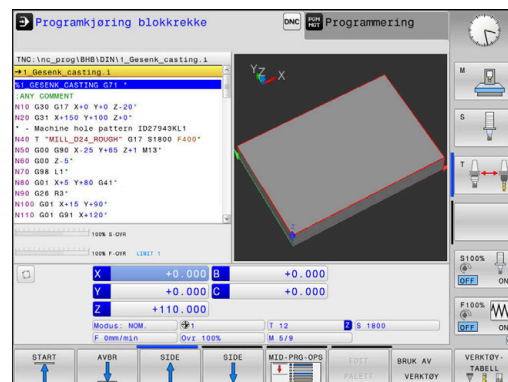 Programkjøring blokkrekke
DNC
PGM MGT
Programmering
TNC:\nc_prog\BHB\DIN\1_Gesenk_casting.i
→1_Gesenk_casting.i
%1_GESENK_CASTING G71 *
;ANY COMMENT
N10 G30 G17 X+0 Y+0 Z-20*
N20 G31 X+150 Y+100 Z+0*
* - Machine hole pattern ID27943KL1
N40 T "MILL_D24_ROUGH" G17 S1800 F400*
N50 G00 G90 X-25 Y+65 Z+1 M13*
N60 G00 Z-5*
N70 G98 L1*
N80 G01 X+5 Y+80 G41*
N90 G26 R3*
N100 G01 X+15 Y+90*
N110 G01 G91 X+120*
Y Z X
Z
100% S-OVR
100% F-OVR LIMIT 1
X +0.000 B +0.000
Y +0.000 C +0.000
Z +110.000
Modus: NOM. 1 T 12 Z S 1800
F 0mm/min Ovr 100% M 5/9
M
S
T
S100%
OFF ON
F100%
OFF ON
START
AVBR
SIDE
SIDE
MID-PRG-OPS
EDIT
PALETT
BRUK AV
VERKTØY
VERKTØY-
TABELL